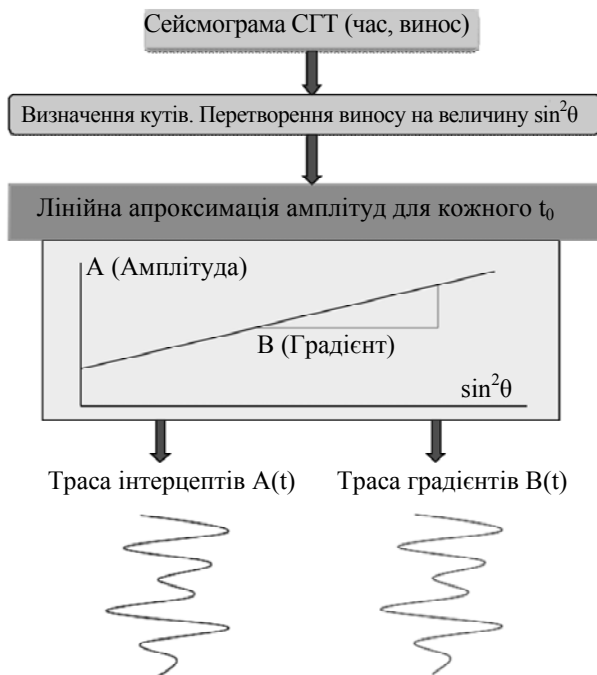 Сейсмограма СГТ (час, винос)
Визначення кутів. Перетворення виносу на величину sin²θ
Лінійна апроксимація амплітуд для кожного t₀
А (Амплітуда)
В (Градієнт)
sin²θ
Траса інтерцептів A(t)
Траса градієнтів B(t)